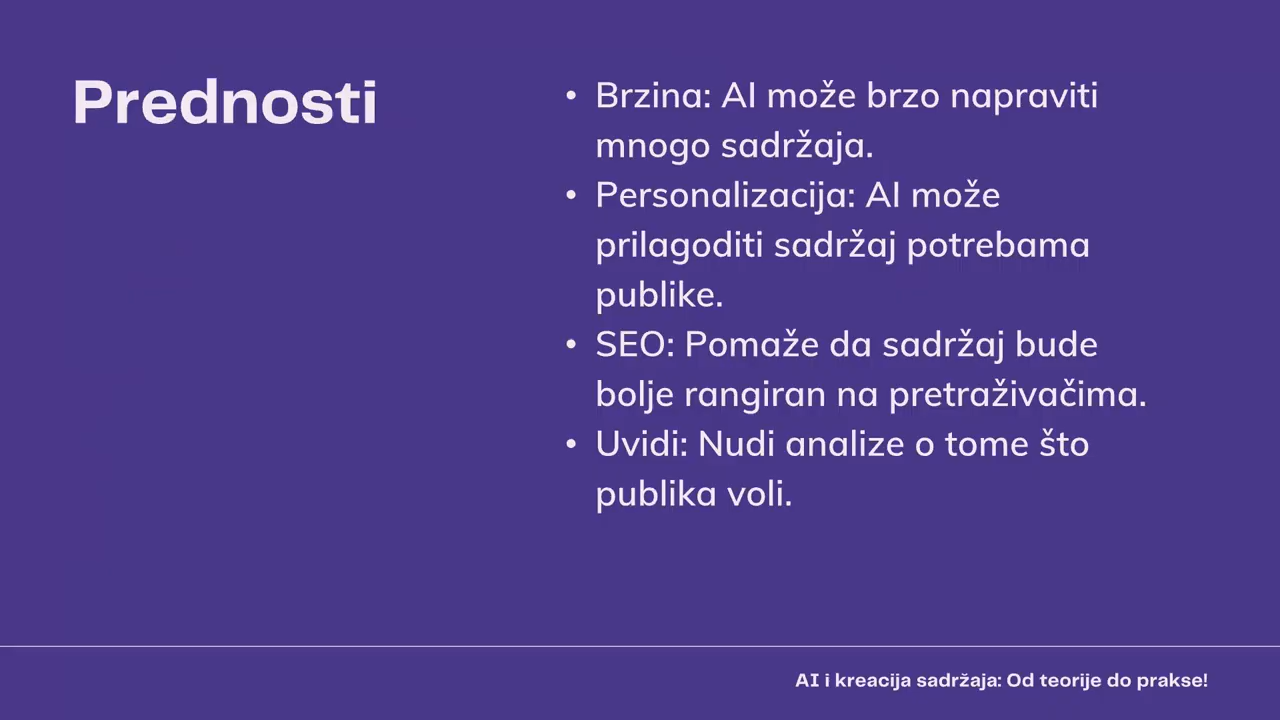 Prednosti
• Brzina: AI može brzo napraviti
mnogo sadržaja.
• Personalizacija: AI može
prilagoditi sadržaj potrebama
publike.
• SEO: Pomaže da sadržaj bude
bolje rangiran na pretraživačima.
• Uvidi: Nudi analize o tome što
publika voli.
AI i kreacija sadržaja: Od teorije do prakse!